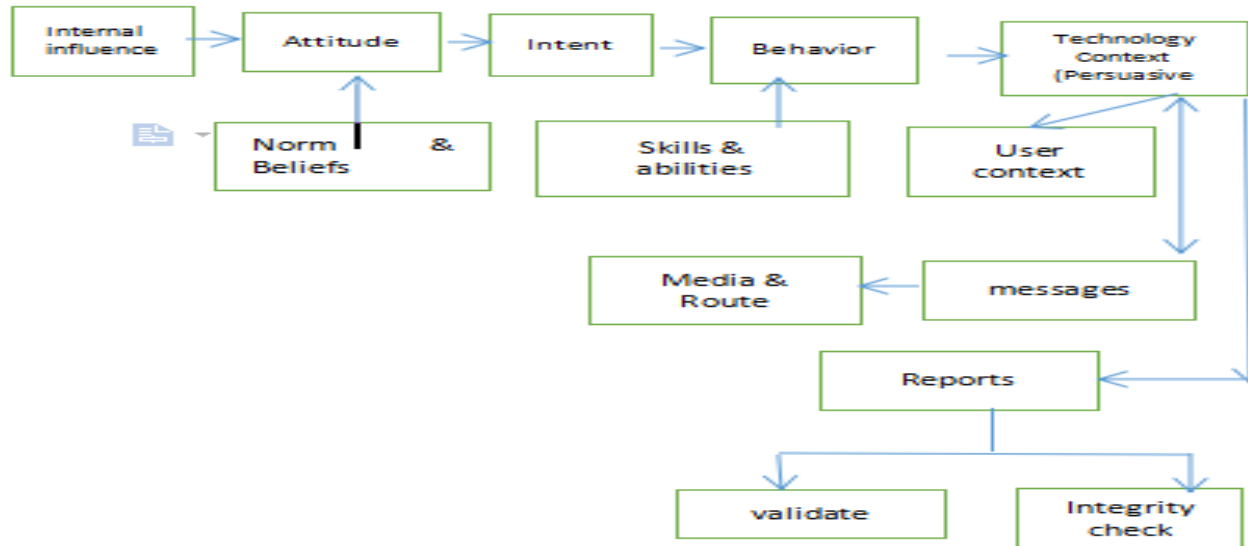 Internal
influence
Attitude
Intent
Behavior
Technology
Context
(Persuasive
Norm &
Beliefs
Skills &
abilities
User
context
Media &
Route
messages
Reports
validate
Integrity
check